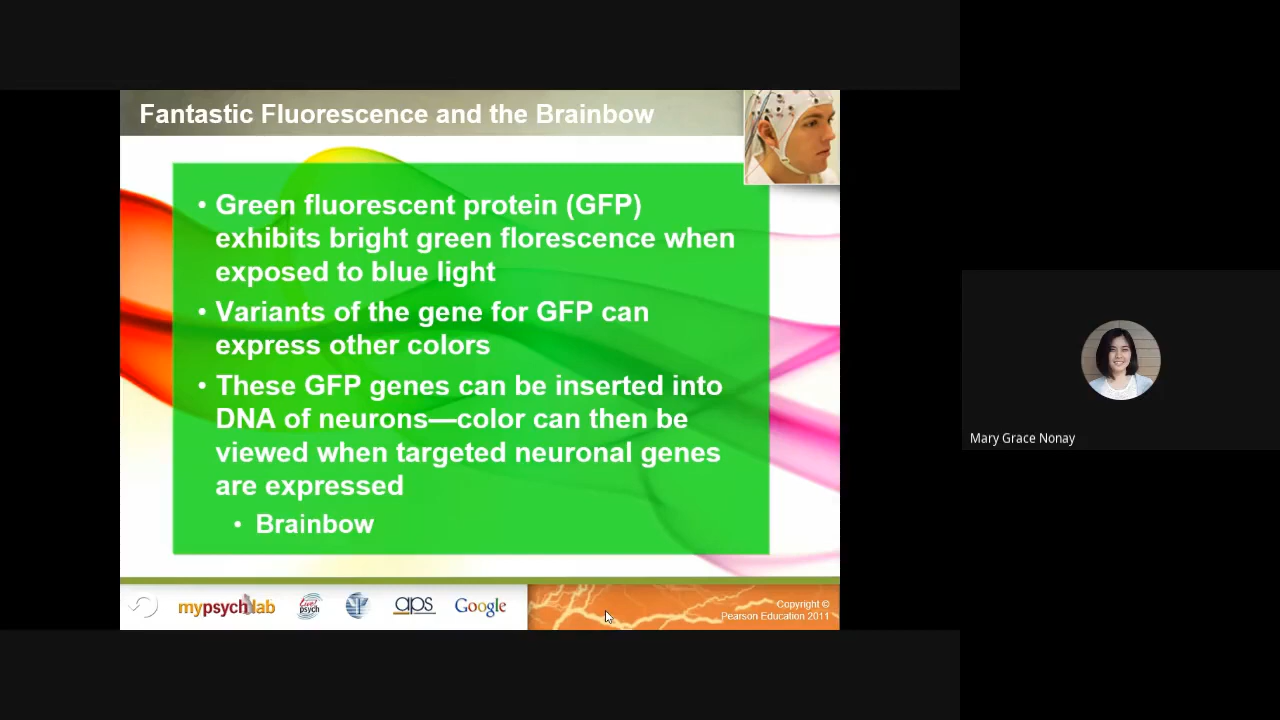 Fantastic Fluorescence and the Brainbow
• Green fluorescent protein (GFP)
exhibits bright green florescence when
exposed to blue light
• Variants of the gene for GFP can
express other colors
• These GFP genes can be inserted into
DNA of neurons—color can then be
viewed when targeted neuronal genes
are expressed
• Brainbow
mypsychlab
Live! psych
aps
Google
Copyright ©
Pearson Education 2011
Mary Grace Nonay